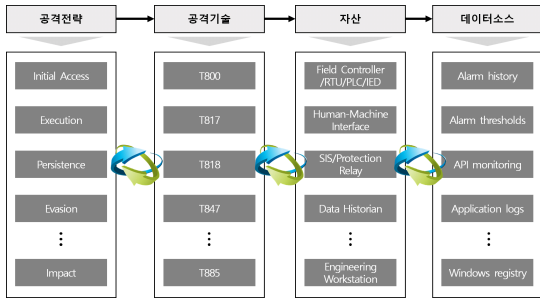 공격전략
공격기술
자산
데이터소스
Initial Access
Execution
Persistence
Evasion
Impact
T800
T817
T818
T847
T885
Field Controller
/RTU/PLC/IED
Human-Machine
Interface
SIS/Protection
Relay
Data Historian
Engineering
Workstation
Alarm history
Alarm thresholds
API monitoring
Application logs
Windows registry